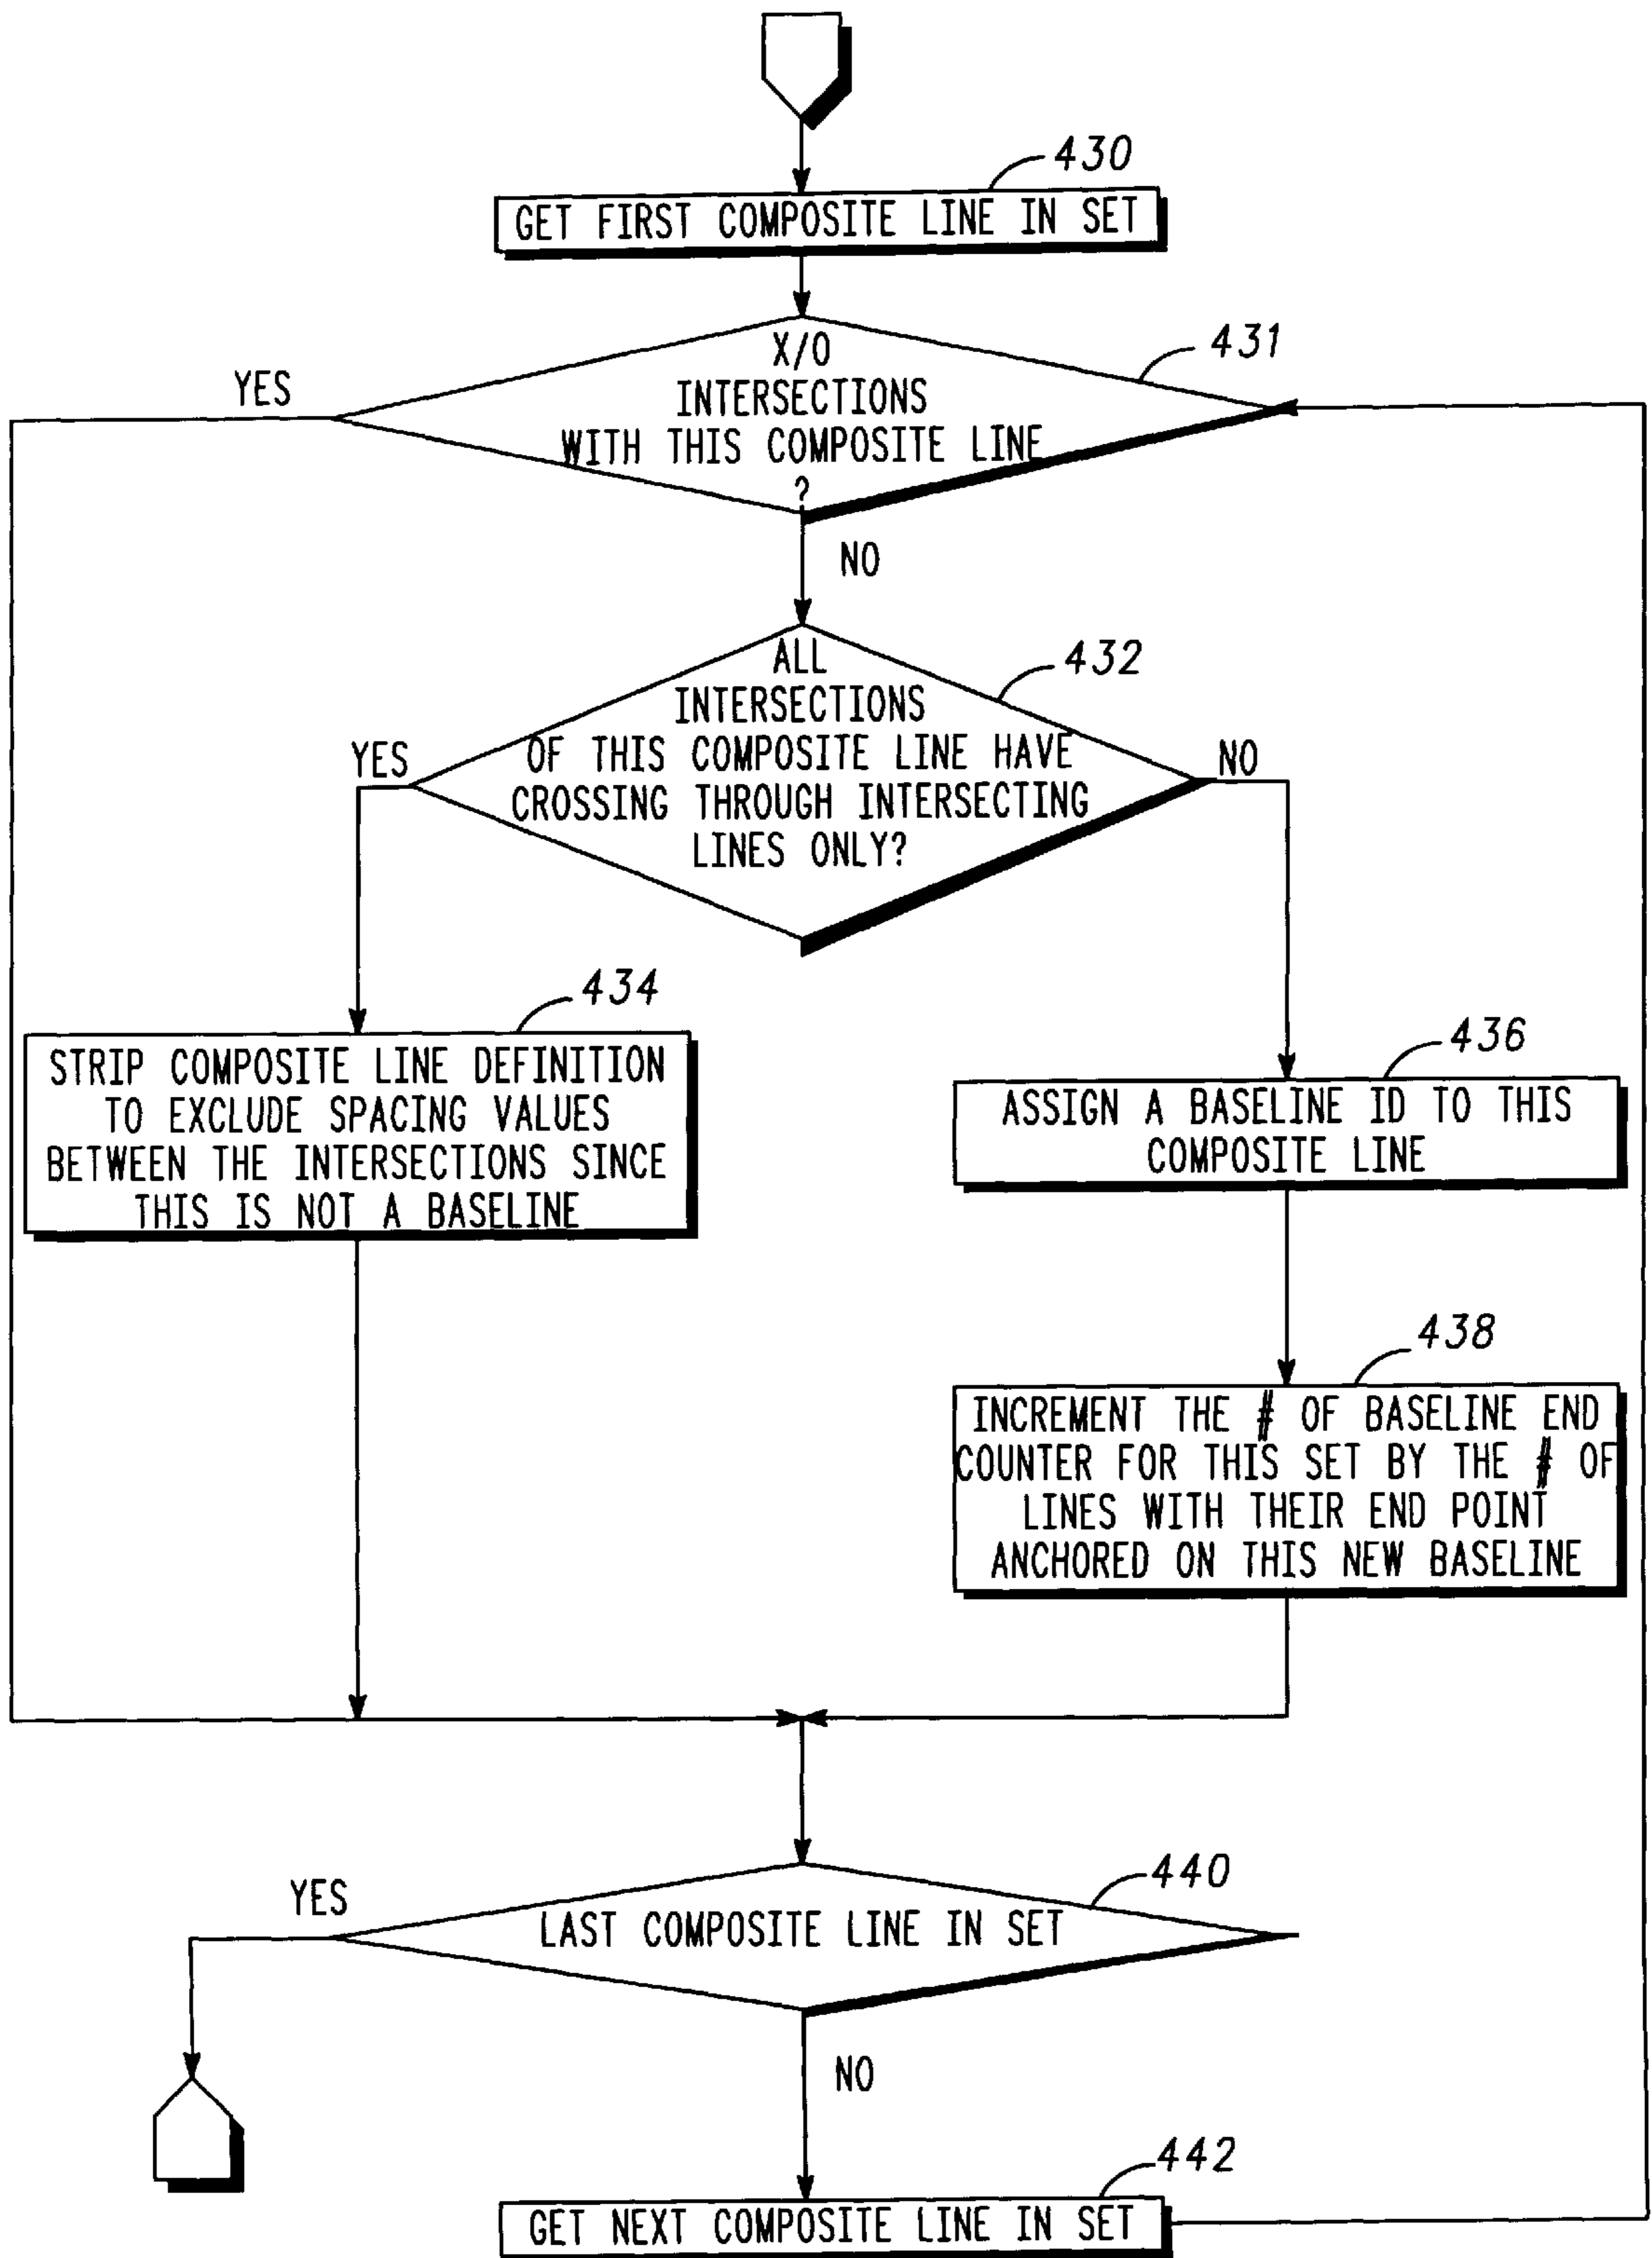 430
GET FIRST COMPOSITE LINE IN SET
431
YES
X/O
INTERSECTIONS
WITH THIS COMPOSITE LINE
?
NO
432
ALL
INTERSECTIONS
OF THIS COMPOSITE LINE HAVE
CROSSING THROUGH INTERSECTING
LINES ONLY?
YES
NO
434
STRIP COMPOSITE LINE DEFINITION
TO EXCLUDE SPACING VALUES
BETWEEN THE INTERSECTIONS SINCE
THIS IS NOT A BASELINE
436
ASSIGN A BASELINE ID TO THIS
COMPOSITE LINE
438
INCREMENT THE # OF BASELINE END
COUNTER FOR THIS SET BY THE # OF
LINES WITH THEIR END POINT
ANCHORED ON THIS NEW BASELINE
440
YES
LAST COMPOSITE LINE IN SET
NO
442
GET NEXT COMPOSITE LINE IN SET